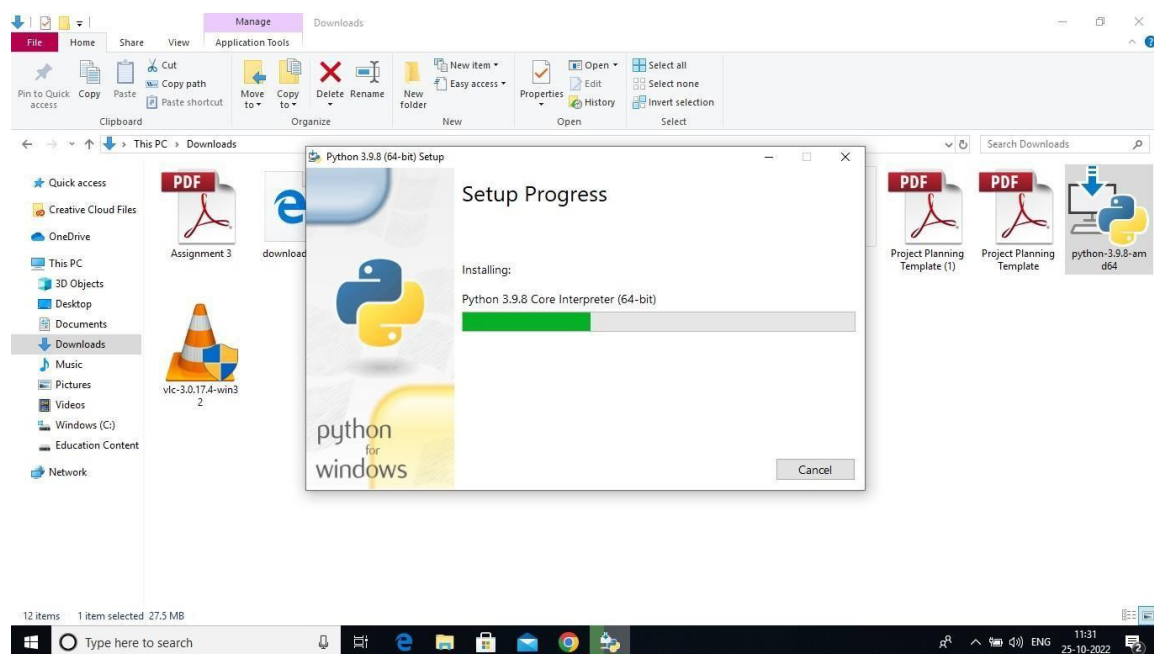 Manage
Downloads
File Home Share View Application Tools
Pin to Quick access
Copy
Paste
Cut
Copy path
Paste shortcut
Clipboard
Move to
Copy to
Delete
Rename
Organize
New folder
New item
Easy access
New
Properties
Open
Edit
History
Open
Select all
Select none
Invert selection
Select
This PC > Downloads
Search Downloads
Quick access
Creative Cloud Files
OneDrive
This PC
3D Objects
Desktop
Documents
Downloads
Music
Pictures
Videos
Windows (C:)
Education Content
Network
PDF
Assignment 3
download
vlc-3.0.17.4-win3
2
Python 3.9.8 (64-bit) Setup
Setup Progress
Installing:
Python 3.9.8 Core Interpreter (64-bit)
python
for
windows
Cancel
PDF
Project Planning
Template (1)
PDF
Project Planning
Template
python-3.9.8-am
d64
12 items 1 item selected 27.5 MB
Type here to search
ENG
11:31
25-10-2022
2